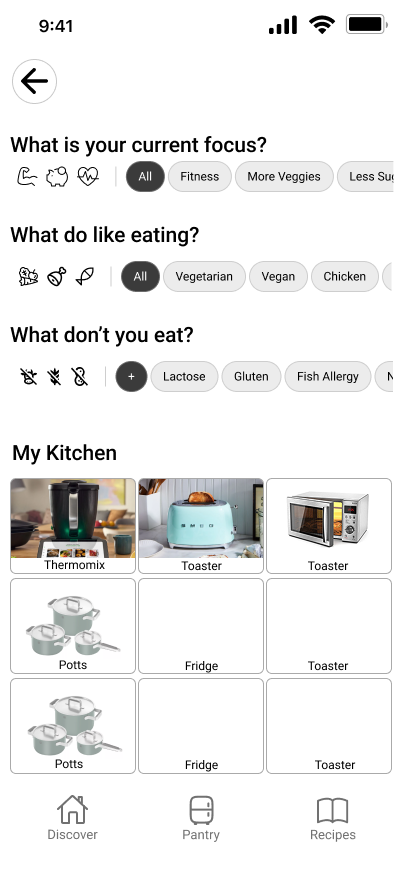 9:41
What is your current focus?
All Fitness More Veggies Less Sug
What do like eating?
All Vegetarian Vegan Chicken
What don’t you eat?
+ Lactose Gluten Fish Allergy N
My Kitchen
SMEG
Thermomix Toaster Toaster
Potts Fridge Toaster
Potts Fridge Toaster
Discover Pantry Recipes